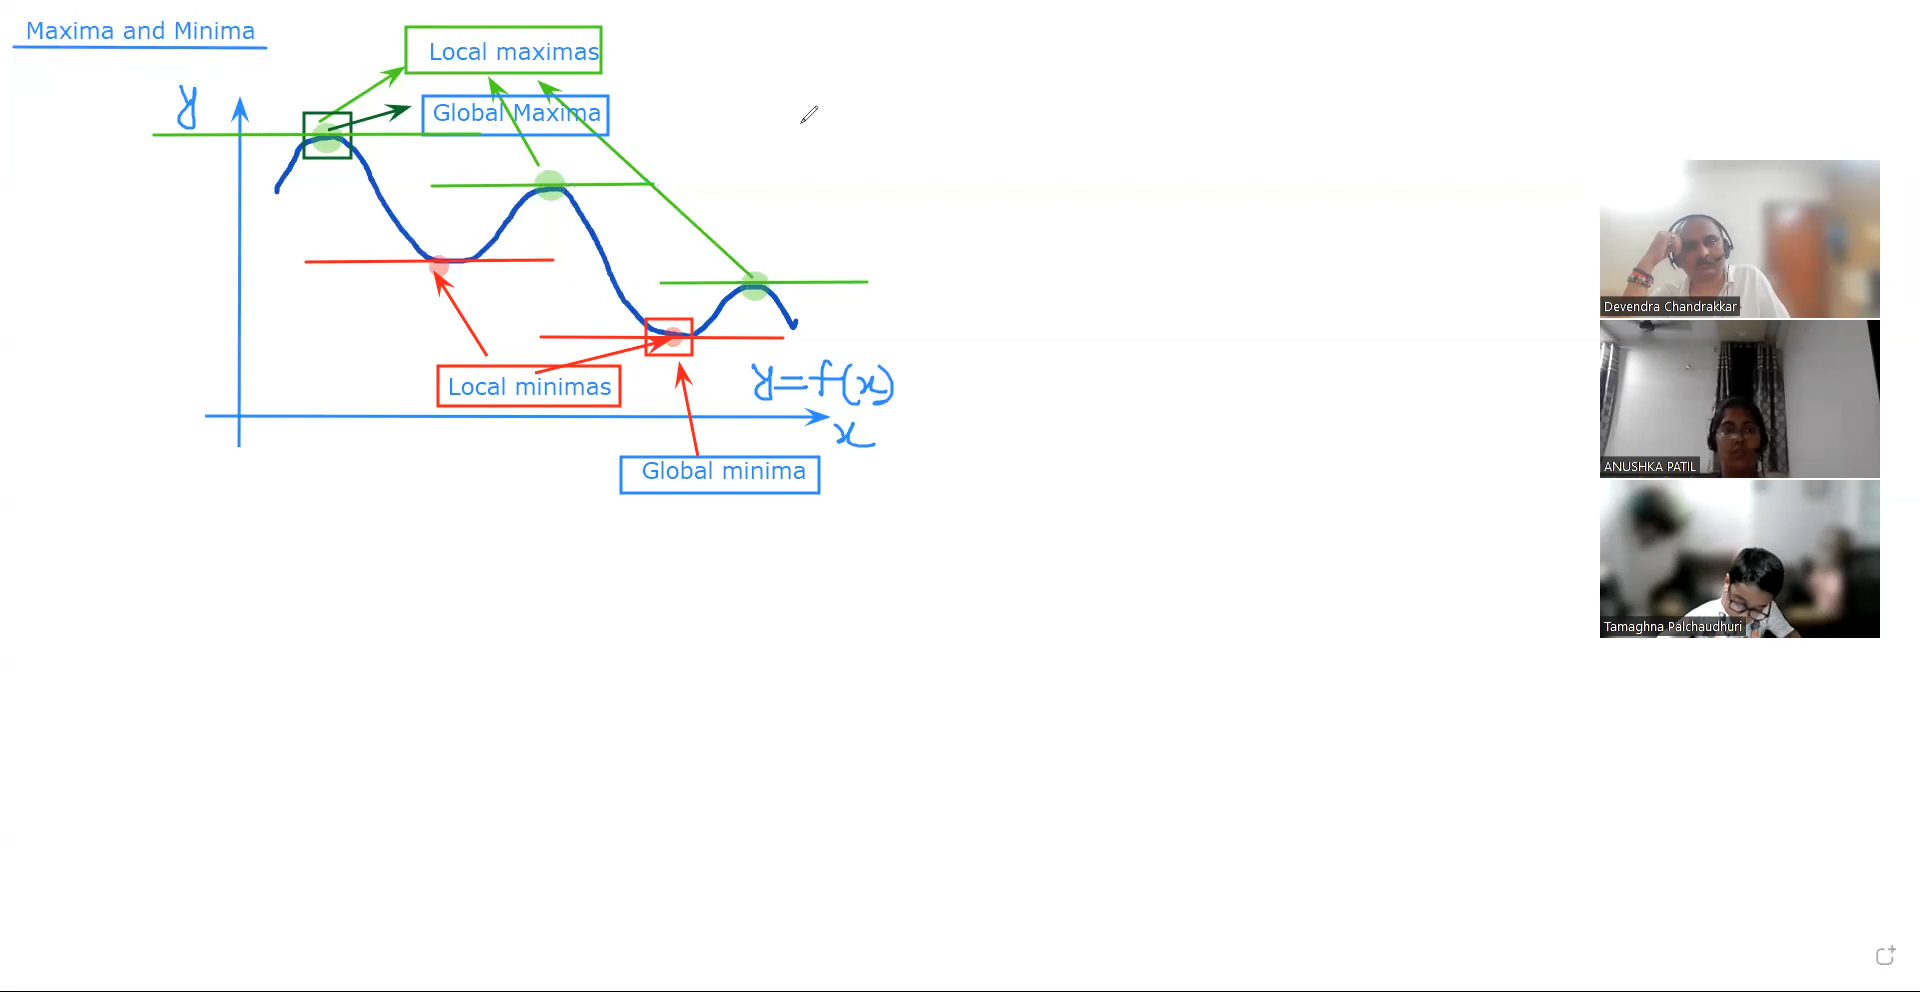 Maxima and Minima
Local maximas
y
Global Maxima
Local minimas
y=f(x)
x
Global minima
Devendra Chandrakkar
ANUSHKA PATIL
Tamaghna Palchaudhuri